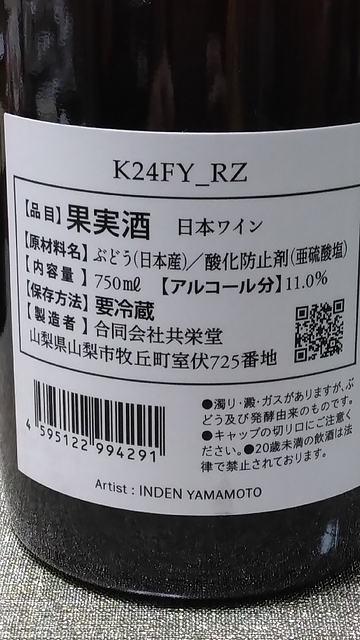 K24FY_RZ
【品目】果実酒 日本ワイン
【原材料名】ぶどう(日本産)／酸化防止剤(亜硫酸塩)
【内容量】750㎖ 【アルコール分】11.0%
【保存方法】要冷蔵
【製造者】合同会社共栄堂
山梨県山梨市牧丘町室伏725番地
4 595122 994291
●濁り・澱・ガスがありますが、ぶ
どう及び発酵由来のものです。
●キャップの切り口にご注意く
ださい。●20歳未満の飲酒は法
律で禁止されております。
Artist : INDEN YAMAMOTO